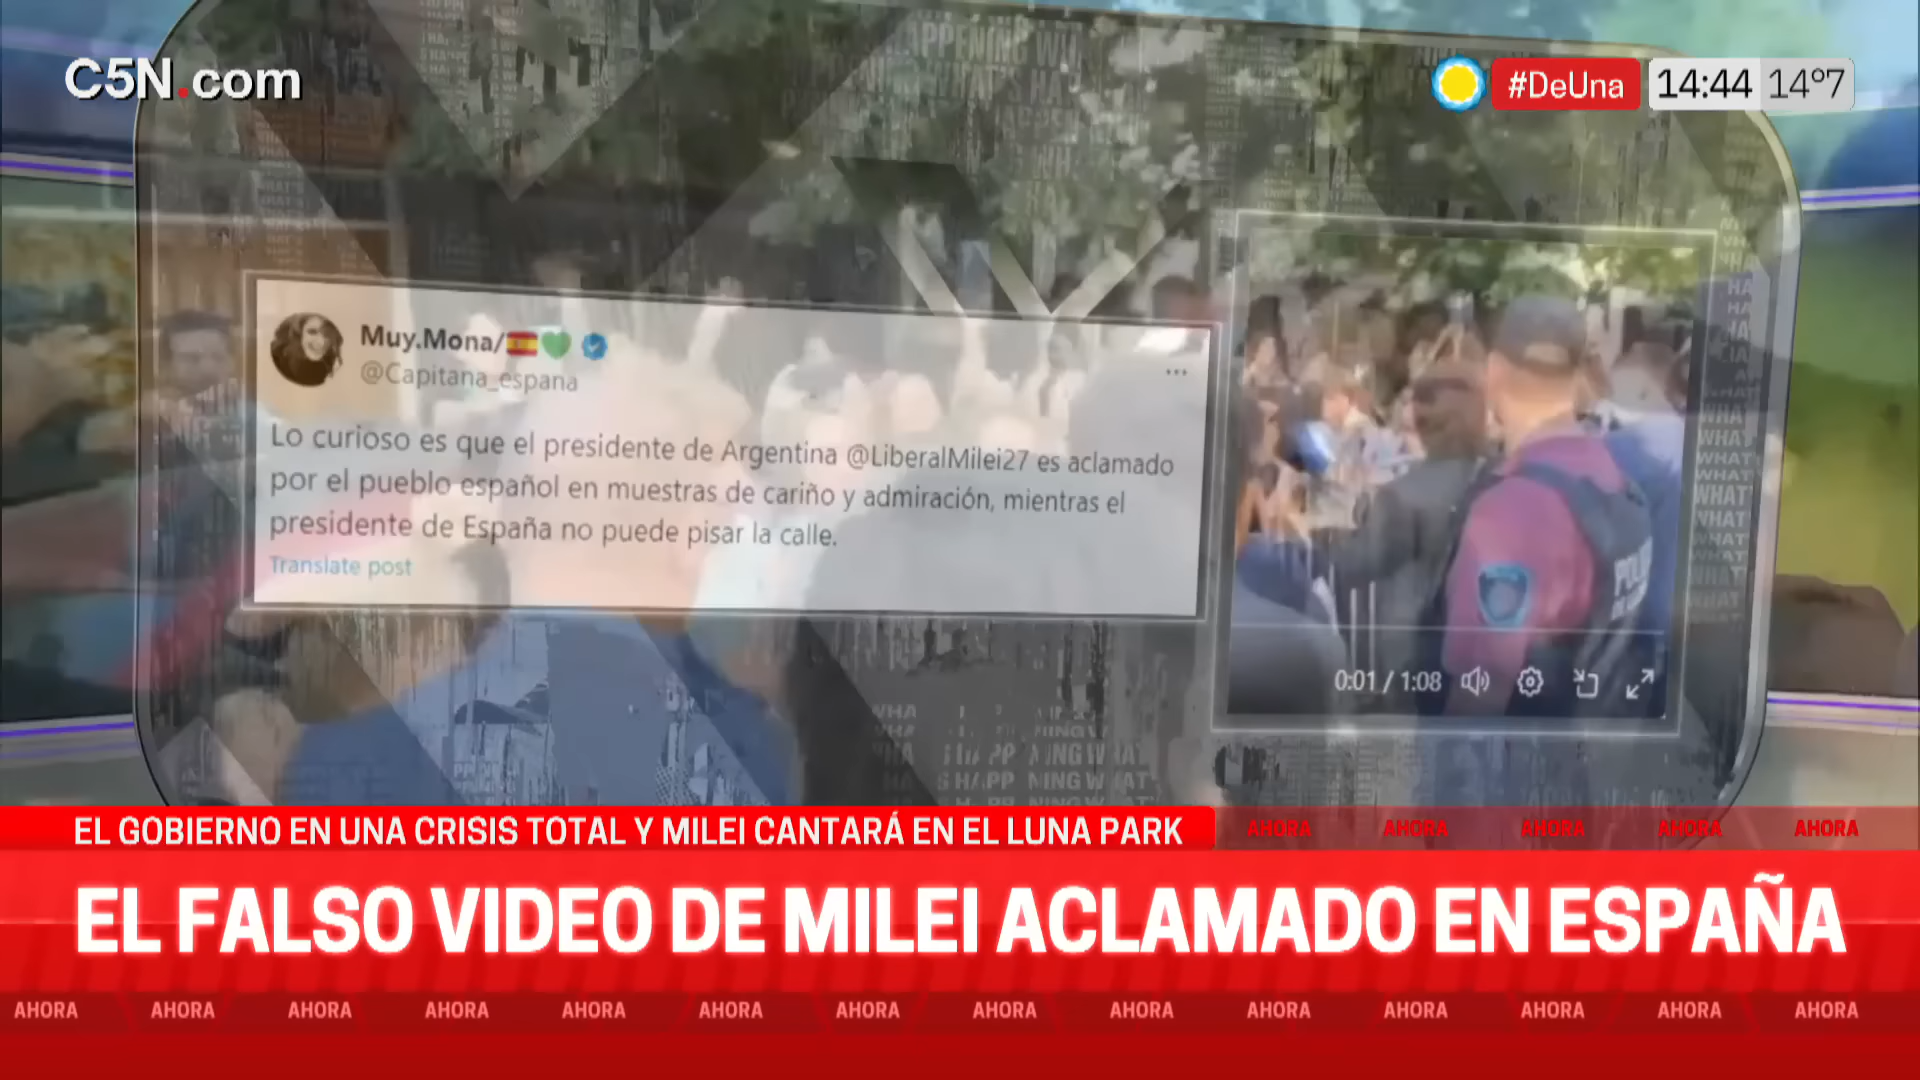 C5N.com
#DeUna
14:44 14º7
Muy.Mona/
@Capitana_espana
Lo curioso es que el presidente de Argentina @LiberalMilei27 es aclamado
por el pueblo español en muestras de cariño y admiración, mientras el
presidente de España no puede pisar la calle.
Translate post
0:01 / 1:08
EL GOBIERNO EN UNA CRISIS TOTAL Y MILEI CANTARÁ EN EL LUNA PARK
AHORA AHORA AHORA AHORA AHORA
EL FALSO VIDEO DE MILEI ACLAMADO EN ESPAÑA
AHORA AHORA AHORA AHORA AHORA AHORA AHORA AHORA AHORA AHORA AHORA AHORA AHORA AHORA